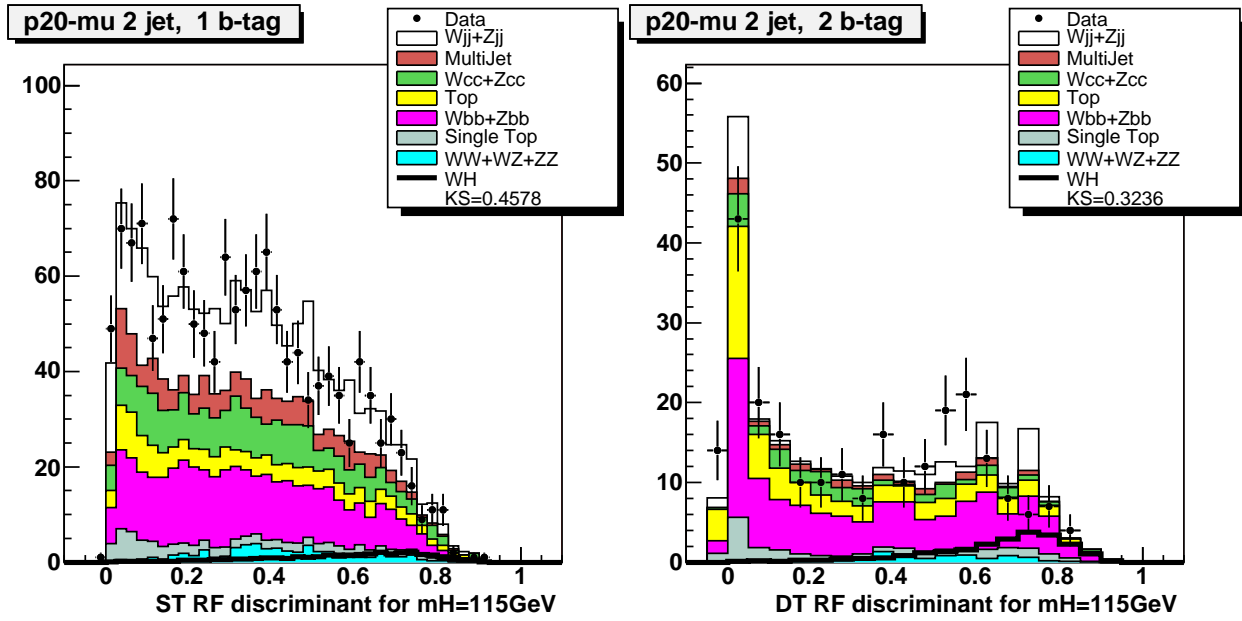 p20-mu 2 jet, 1 b-tag
Data
Wjj+Zjj
MultiJet
Wcc+Zcc
Top
Wbb+Zbb
Single Top
WW+WZ+ZZ
WH
KS=0.4578
100
80
60
40
20
0
0 0.2 0.4 0.6 0.8 1
ST RF discriminant for mH=115GeV
p20-mu 2 jet, 2 b-tag
Data
Wjj+Zjj
MultiJet
Wcc+Zcc
Top
Wbb+Zbb
Single Top
WW+WZ+ZZ
WH
KS=0.3236
60
50
40
30
20
10
0
0 0.2 0.4 0.6 0.8 1
DT RF discriminant for mH=115GeV